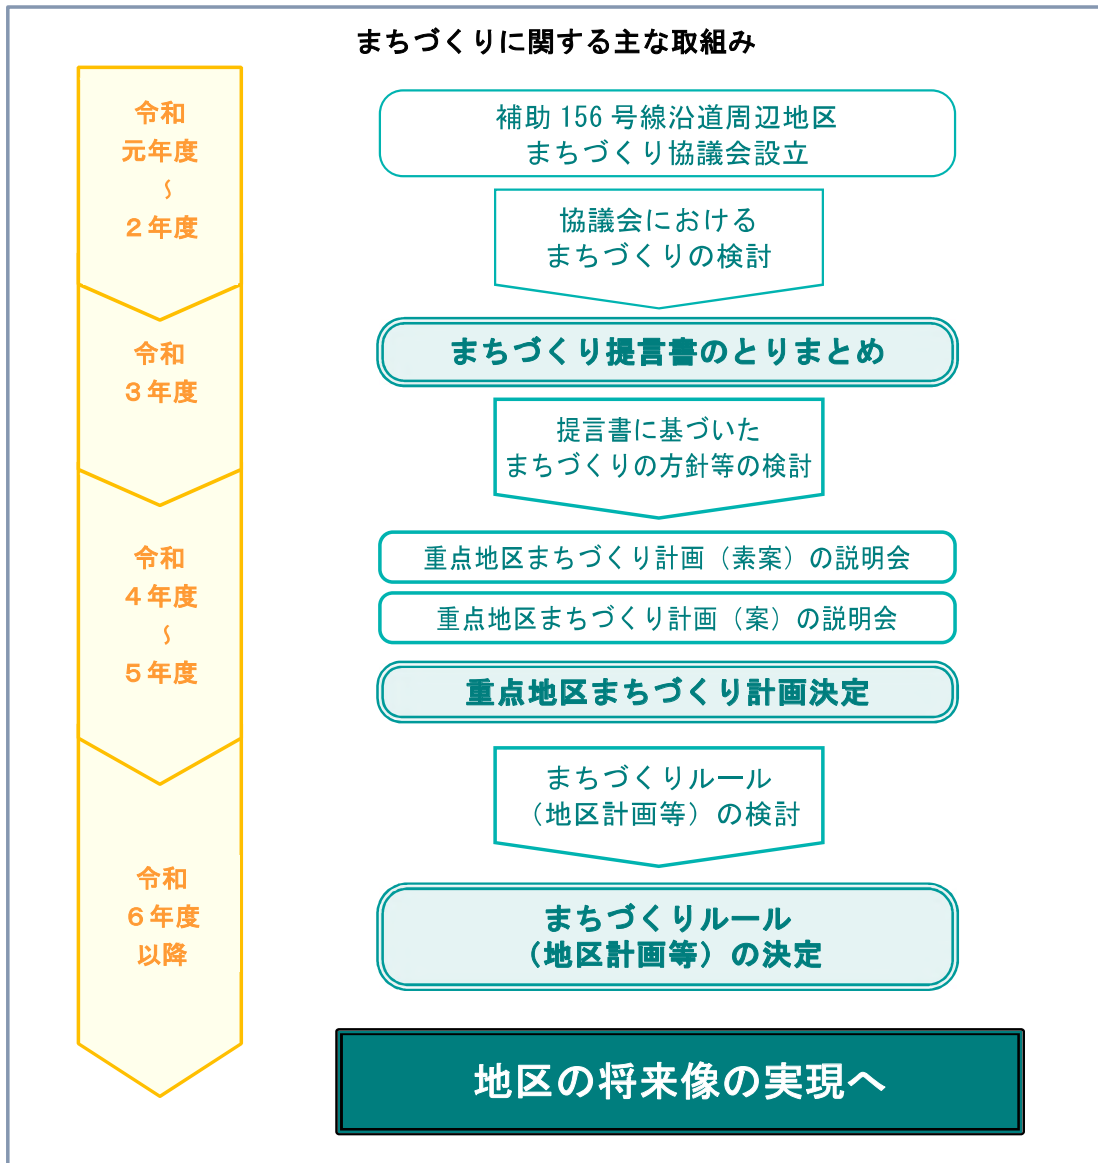 まちづくりに関する主な取組み
令和
元年度
～
２年度
補助 156 号線沿道周辺地区
まちづくり協議会設立
協議会における
まちづくりの検討
令和
３年度
まちづくり提言書のとりまとめ
提言書に基づいた
まちづくりの方針等の検討
令和
４年度
～
５年度
重点地区まちづくり計画（素案）の説明会
重点地区まちづくり計画（案）の説明会
重点地区まちづくり計画決定
まちづくりルール
（地区計画等）の検討
令和
６年度
以降
まちづくりルール
（地区計画等）の決定
地区の将来像の実現へ